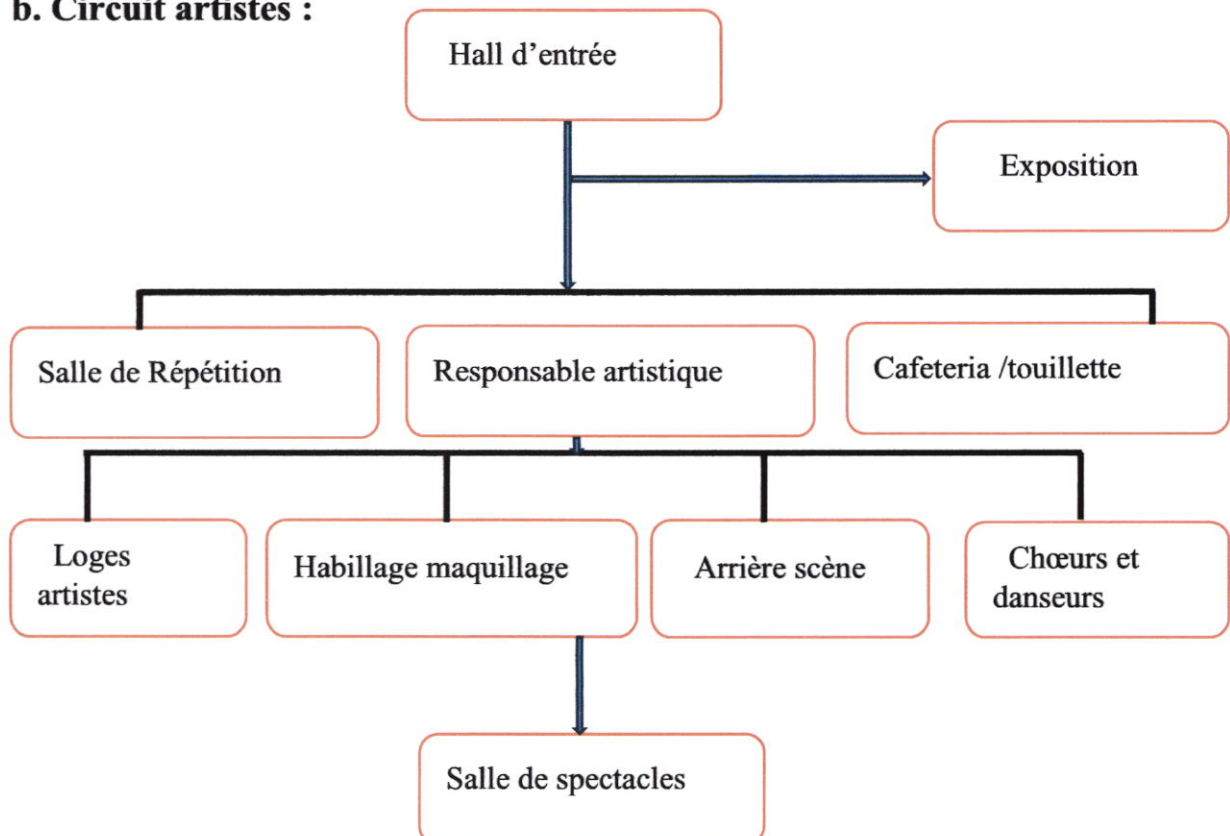 b. Circuit artistes :
Hall d'entrée
Exposition
Salle de Répétition
Responsable artistique
Cafeteria /touillette
Loges
artistes
Habillage maquillage
Arrière scène
Chœurs et
danseurs
Salle de spectacles